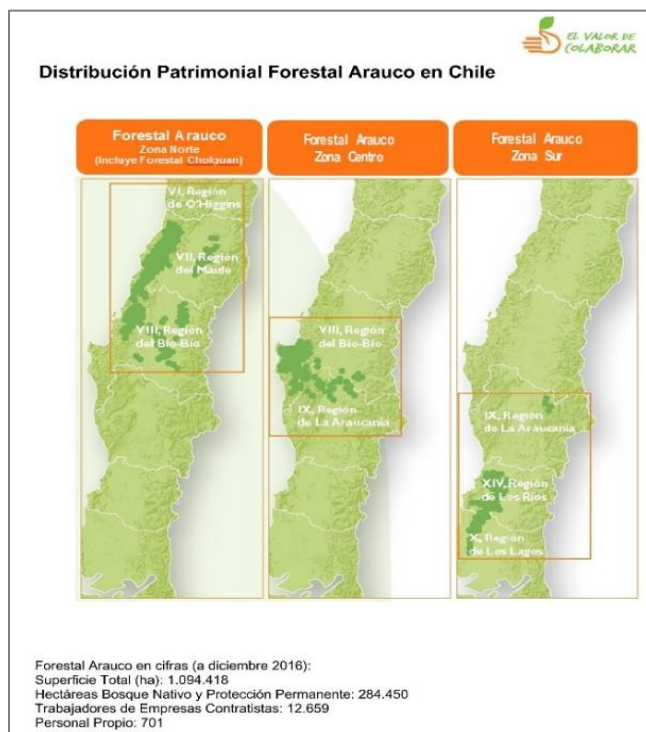 EL VALOR DE
COLABORAR
Distribución Patrimonial Forestal Arauco en Chile
Forestal Arauco
Zona Norte
(Incluye Forestal Cholguan)
Forestal Arauco
Zona Centro
Forestal Arauco
Zona Sur
VI, Región
de O'Higgins
VII, Región
del Maule
VIII, Región
del Bío-Bío
VIII, Región
del Bío-Bío
IX, Región
de La Araucanía
IX, Región
de La Araucanía
XIV, Región
de Los Ríos
X, Región
de Los Lagos
Forestal Arauco en cifras (a diciembre 2016):
Superficie Total (ha): 1.094.418
Hectáreas Bosque Nativo y Protección Permanente: 284.450
Trabajadores de Empresas Contratistas: 12.659
Personal Propio: 701